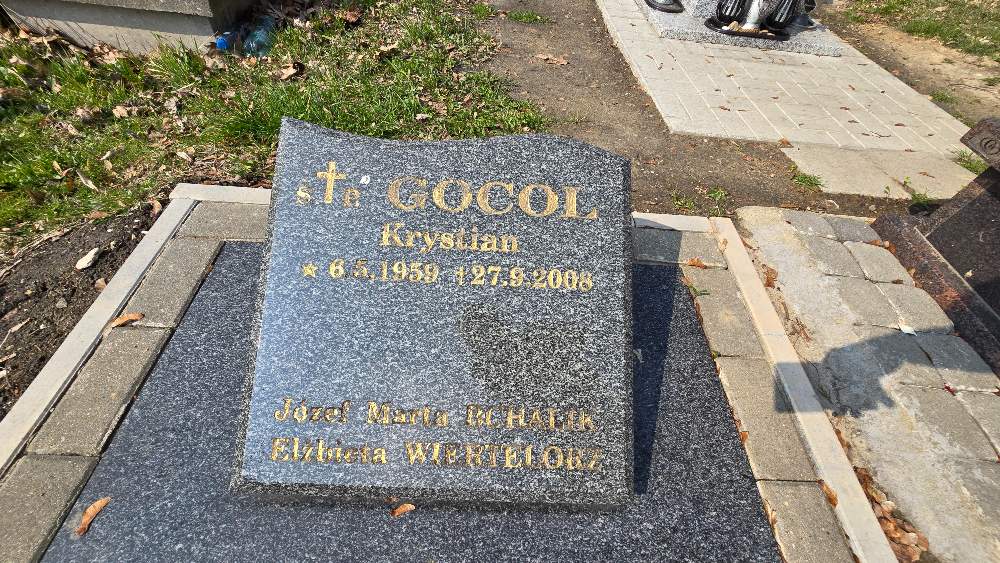 ś † p GOCOL
Krystian
* 6.5.1959 +27.9.2008
Józef Marta BCHALIK
Elżbieta WIERTELORZ